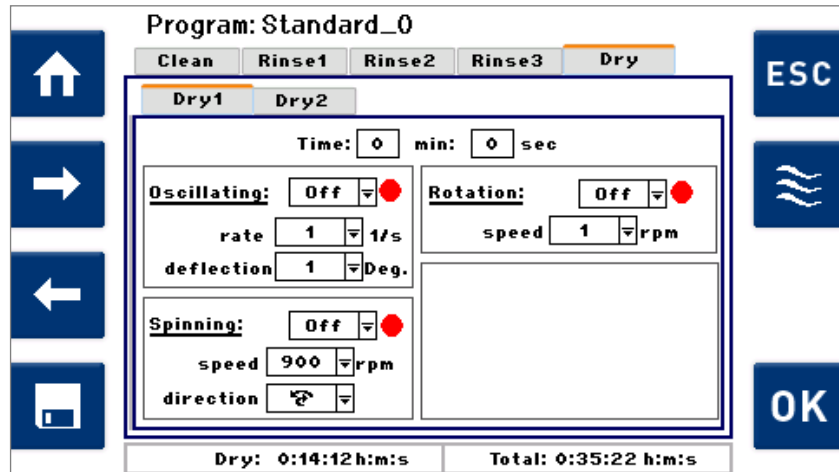 Program: Standard_0
Clean Rinse1 Rinse2 Rinse3 Dry
ESC
Dry1 Dry2
Time: 0 min: 0 sec
Oscillating: Off
rate 1 1/s
deflection 1 Deg.
Rotation: Off
speed 1 rpm
Spinning: Off
speed 900 rpm
direction
OK
Dry: 0:14:12 h:m:s Total: 0:35:22 h:m:s